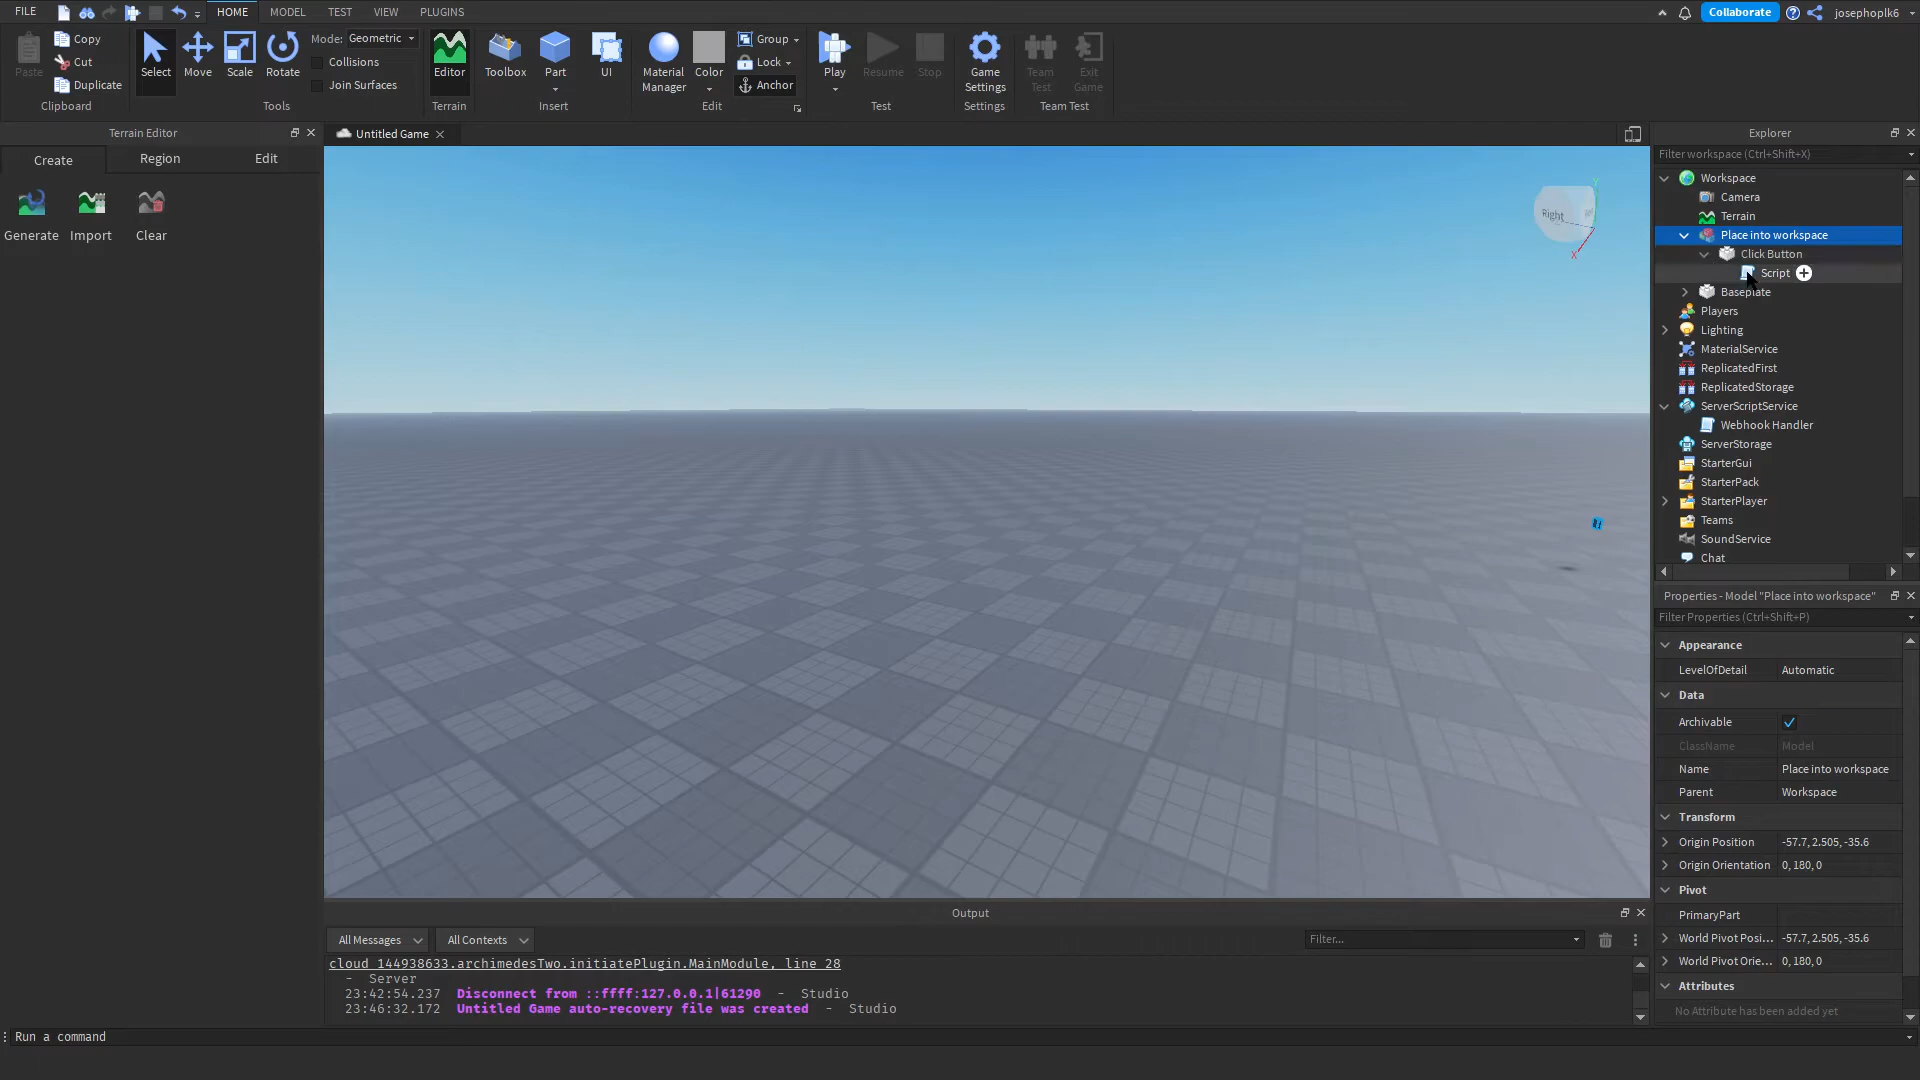 FILE HOME MODEL TEST VIEW PLUGINS Collaborate josephoplk6
Paste Copy Cut Duplicate Clipboard
Select Move Scale Rotate Mode: Geometric Collisions Join Surfaces Tools
Editor Terrain
Toolbox Part UI Insert
Material Manager Color Group Lock Anchor Edit
Play Resume Stop Test
Game Settings Settings
Team Test Exit Game Team Test
Terrain Editor
Create Region Edit
Generate Import Clear
Untitled Game
Right
Explorer
Filter workspace (Ctrl+Shift+X)
Workspace
Camera
Terrain
Place into workspace
Click Button
Script
Baseplate
Players
Lighting
MaterialService
ReplicatedFirst
ReplicatedStorage
ServerScriptService
Webhook Handler
ServerStorage
StarterGui
StarterPack
StarterPlayer
Teams
SoundService
Chat
Properties - Model "Place into workspace"
Filter Properties (Ctrl+Shift+P)
Appearance
LevelOfDetail Automatic
Data
Archivable
ClassName Model
Name Place into workspace
Parent Workspace
Transform
Origin Position -57.7, 2.505, -35.6
Origin Orientation 0, 180, 0
Pivot
PrimaryPart
World Pivot Posi... -57.7, 2.505, -35.6
World Pivot Orie... 0, 180, 0
Attributes
No Attribute has been added yet
Output
All Messages All Contexts Filter...
cloud_144938633.archimedesTwo.initiatePlugin.MainModule, line 28
- Server
23:42:54.237 Disconnect from ::ffff:127.0.0.1|61290 - Studio
23:46:32.172 Untitled Game auto-recovery file was created - Studio
Run a command